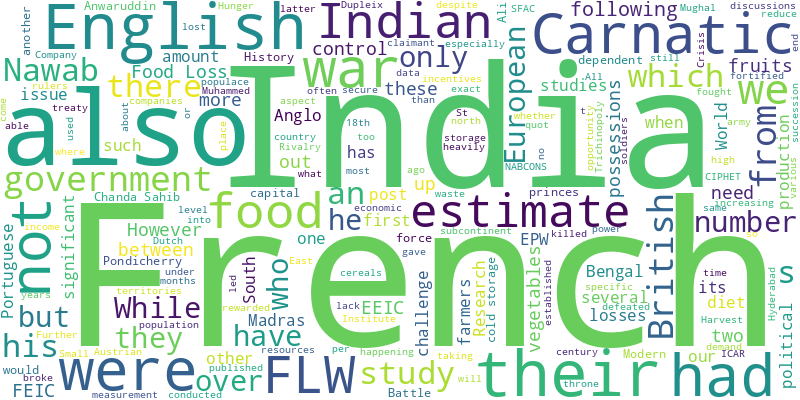 Anwaruddin Hunger Dupleix despite Ali SFAC Mughal discussions
latter often secure
English Indian Carnatic
another lost claimant especially reduce
Company control only following
Nawab Food Loss amount History these European than fruits Crisis end
rulers war which we
treaty Muhammed populace data incentives exact All fortified
issue there more Anglo dependent still studies fought
companies aspect t
come used about or country Rivalry whether quot World army succession
also India from
able where such place out 18th too St north when opportunity Trichinopoly soldiers
has storage heavily most what ago no NABCONS possessions CIPHET high production various
government food an up waste economic estimate princes need increasing same
Chanda Sahib capital he post
not level into first subcontinent British number
Portuguese significant However one force EPW power
Dutch between Pondicherry led gave killed vegetables Bengal its time
income under months who South Research cold storage established several diet s
years territories cereals East challenge farmers specific losses two Hyderabad
but While rewarded lack EEIC defeated Harvest ICAR political
population Madras Institute century our demand
his they have happening Modern
Further Small Austrian other resources per taking will throne
would were over FLW study their had
FEIC broke published Battle
measurement conducted
French